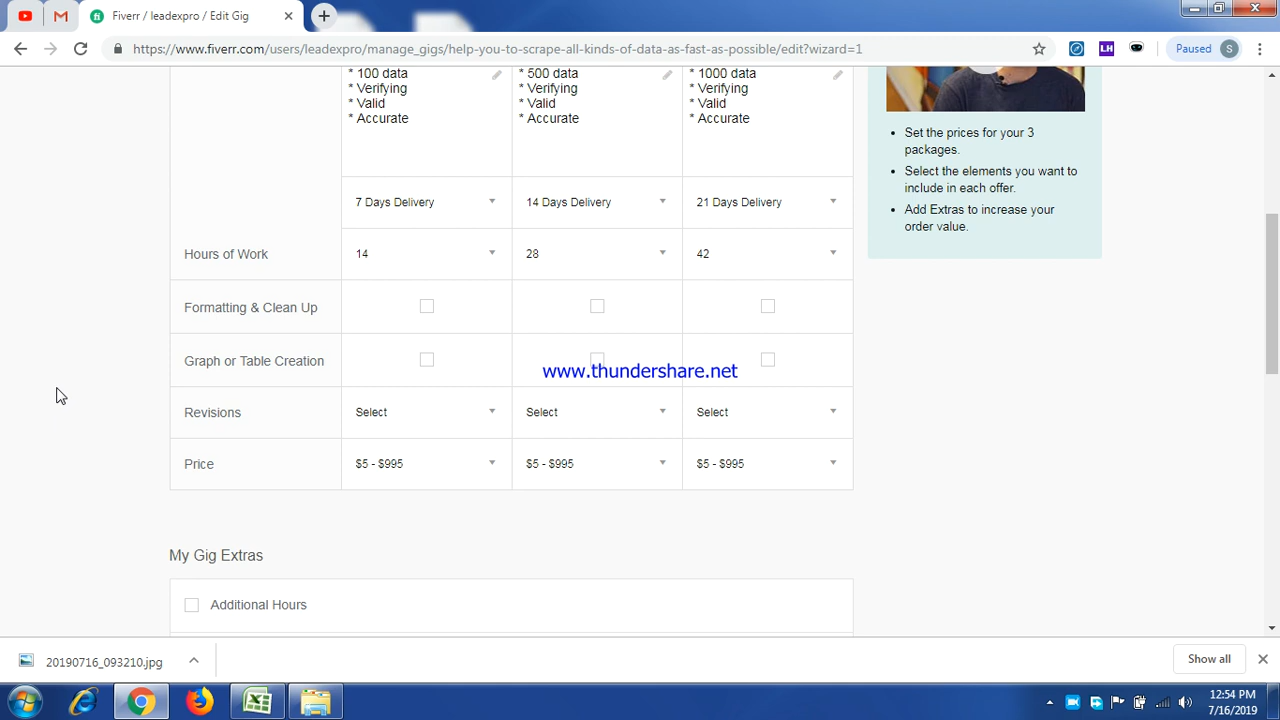 Fiverr / leadexpro / Edit Gig
https://www.fiverr.com/users/leadexpro/manage_gigs/help-you-to-scrape-all-kinds-of-data-as-fast-as-possible/edit?wizard=1
LH
Paused
S
* 100 data
* Verifying
* Valid
* Accurate
* 500 data
* Verifying
* Valid
* Accurate
* 1000 data
* Verifying
* Valid
* Accurate
7 Days Delivery
14 Days Delivery
21 Days Delivery
Hours of Work
14
28
42
Formatting & Clean Up
Graph or Table Creation
www.thundershare.net
Revisions
Select
Select
Select
Price
$5 - $995
$5 - $995
$5 - $995
My Gig Extras
Additional Hours
• Set the prices for your 3
packages.
• Select the elements you want to
include in each offer.
• Add Extras to increase your
order value.
20190716_093210.jpg
Show all
12:54 PM
7/16/2019